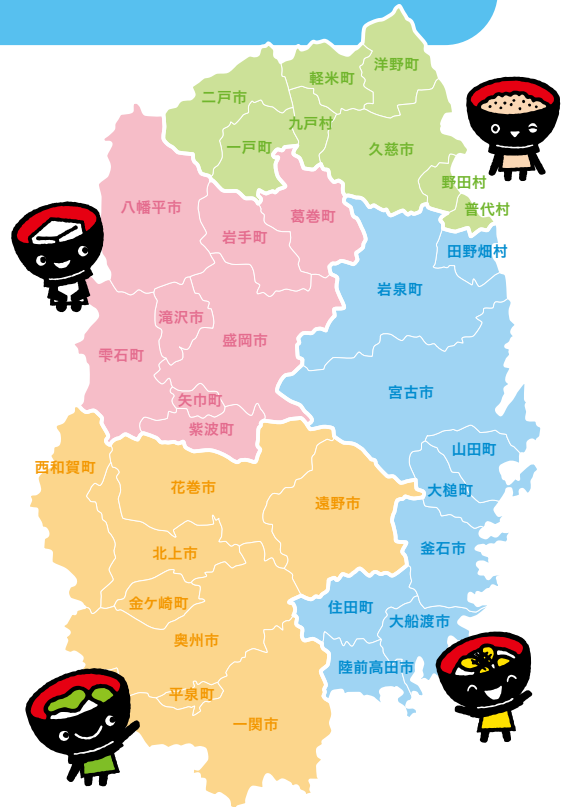 洋野町
軽米町
二戸市
九戸村
一戸町
久慈市
野田村
普代村
八幡平市
葛巻町
岩手町
田野畑村
岩泉町
滝沢市
盛岡市
雫石町
宮古市
矢巾町
紫波町
山田町
西和賀町
花巻市
大槌町
遠野市
釜石市
北上市
金ケ崎町
住田町
大船渡市
奥州市
陸前高田市
平泉町
一関市